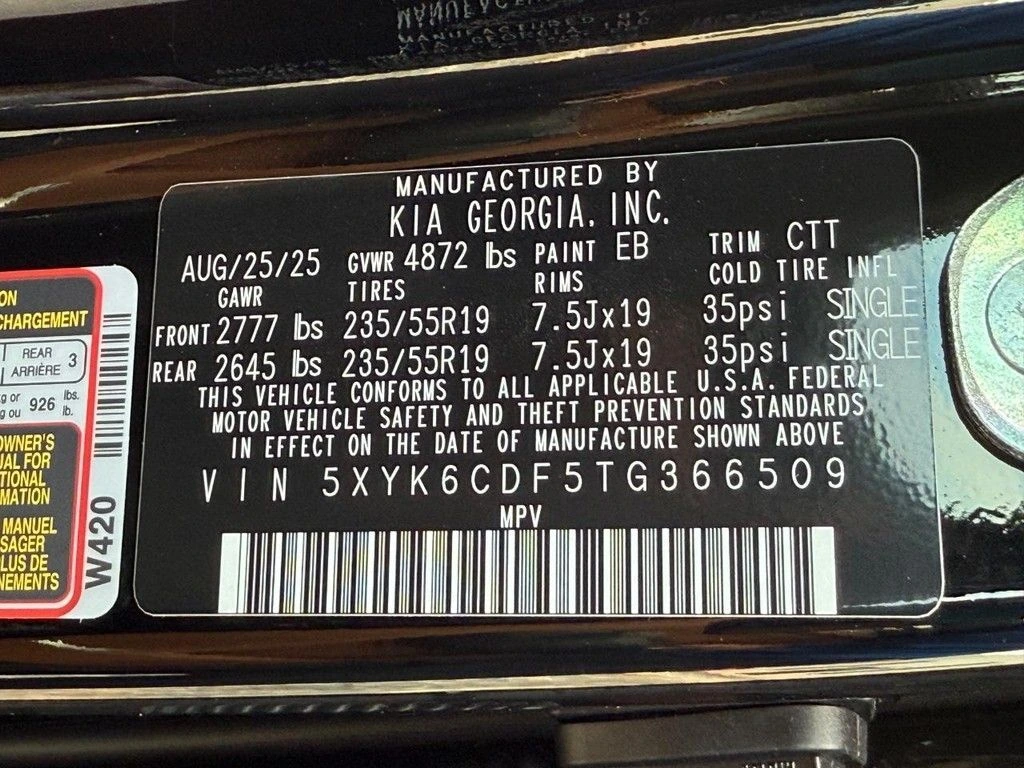 MANUFACTURED BY
KIA GEORGIA, INC.
AUG/25/25 GVWR 4872 lbs PAINT EB TRIM CTT
GAWR TIRES RIMS COLD TIRE INFL
FRONT 2777 lbs 235/55R19 7.5Jx19 35psi SINGLE
REAR 2645 lbs 235/55R19 7.5Jx19 35psi SINGLE
THIS VEHICLE CONFORMS TO ALL APPLICABLE U.S.A. FEDERAL
MOTOR VEHICLE SAFETY AND THEFT PREVENTION STANDARDS
IN EFFECT ON THE DATE OF MANUFACTURE SHOWN ABOVE
VIN 5XYK6CDF5TG366509
MPV
ON
CHARGEMENT
REAR 3
ARRIÈRE
or 926 lbs.
ou lb.
OWNER'S
UAL FOR
TIONAL
MATION
MANUEL
SAGER
LUS DE
NEMENTS
W420